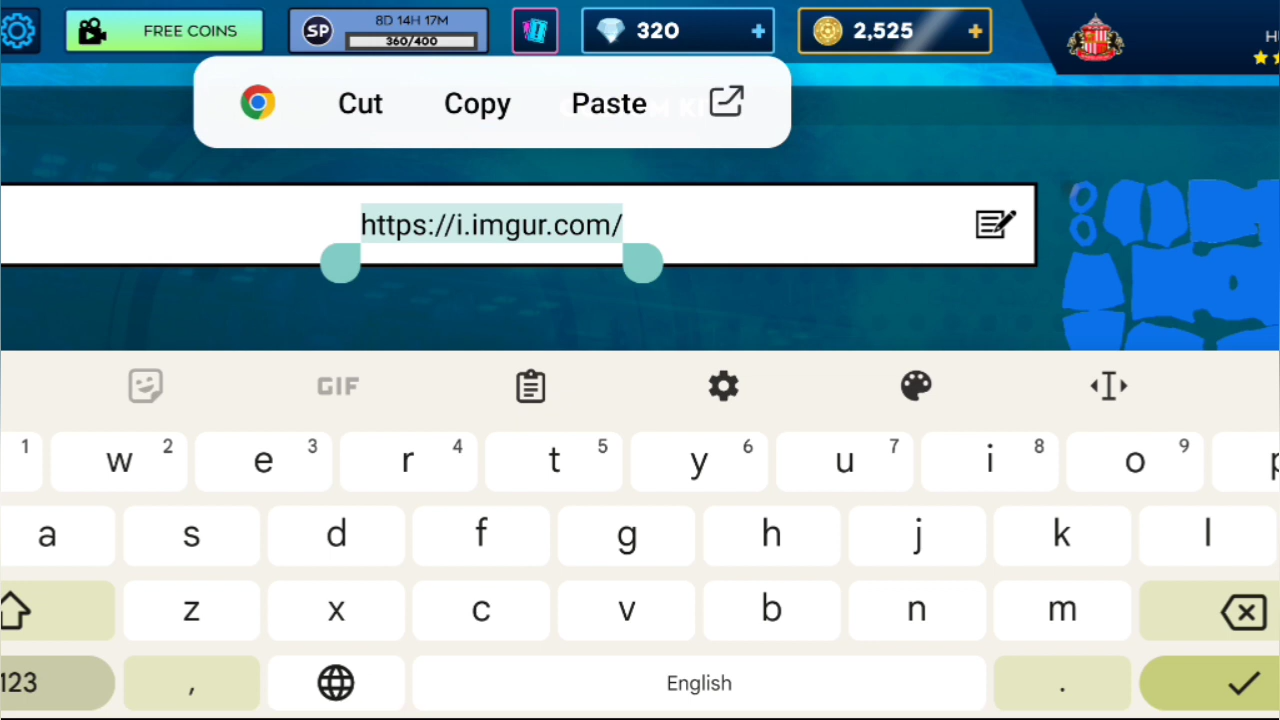 FREE COINS
SP
8D 14H 17M
360/400
320 +
2,525 +
Cut Copy Paste
https://i.imgur.com/
GIF
1 2 3 4 5 6 7 8 9
w e r t y u i o p
a s d f g h j k l
z x c v b n m
123 , English .